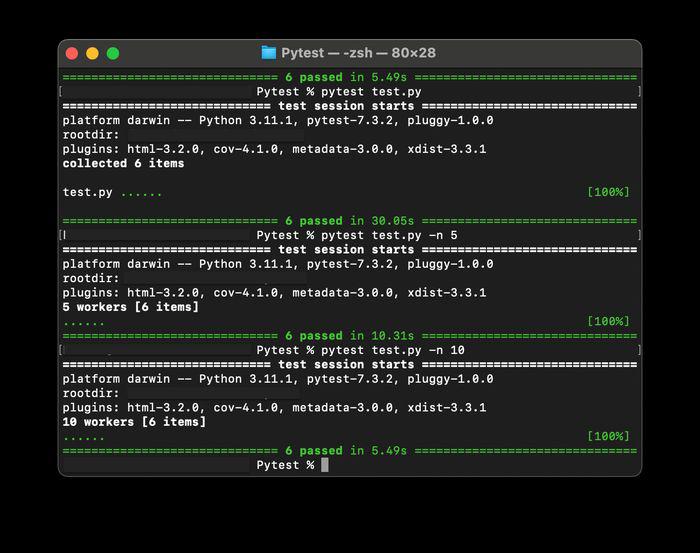 Pytest — -zsh — 80×28
============================== 6 passed in 5.49s ===============================
[ Pytest % pytest test.py ]
============================= test session starts ==============================
platform darwin -- Python 3.11.1, pytest-7.3.2, pluggy-1.0.0
rootdir:
plugins: html-3.2.0, cov-4.1.0, metadata-3.0.0, xdist-3.3.1
collected 6 items
test.py ...... [100%]
============================== 6 passed in 30.05s ==============================
[ Pytest % pytest test.py -n 5 ]
============================= test session starts ==============================
platform darwin -- Python 3.11.1, pytest-7.3.2, pluggy-1.0.0
rootdir:
plugins: html-3.2.0, cov-4.1.0, metadata-3.0.0, xdist-3.3.1
5 workers [6 items]
...... [100%]
============================== 6 passed in 10.31s ==============================
[ Pytest % pytest test.py -n 10 ]
============================= test session starts ==============================
platform darwin -- Python 3.11.1, pytest-7.3.2, pluggy-1.0.0
rootdir:
plugins: html-3.2.0, cov-4.1.0, metadata-3.0.0, xdist-3.3.1
10 workers [6 items]
...... [100%]
============================== 6 passed in 5.49s ===============================
Pytest %